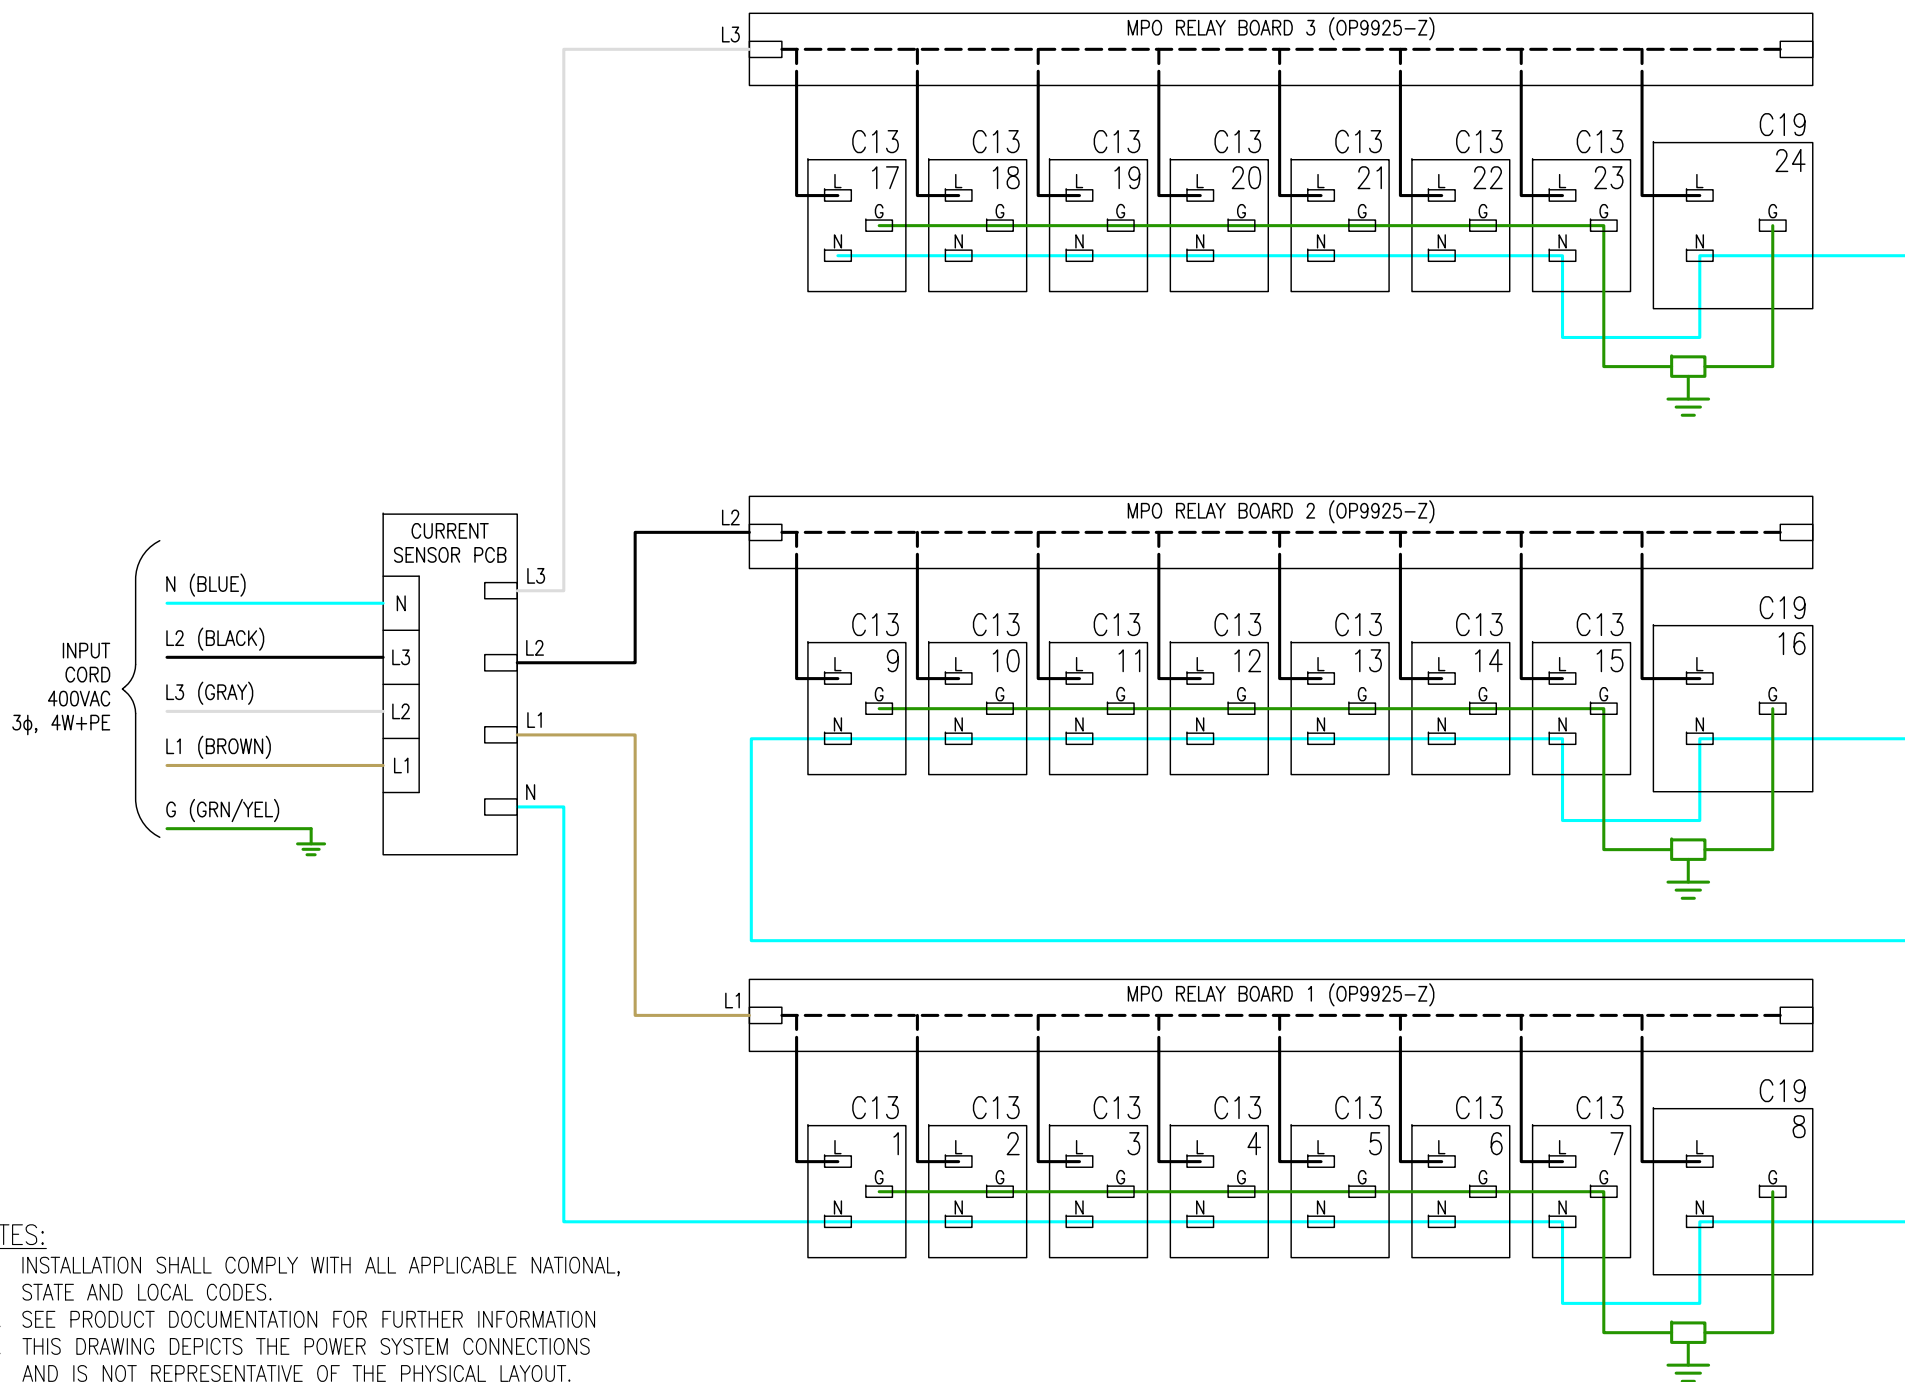 MPO RELAY BOARD 3 (OP9925-Z)
L3
C13 C13 C13 C13 C13 C13 C13 C19
17 18 19 20 21 22 23 24
L L L L L L L L
G G G G G G G G
N N N N N N N N
MPO RELAY BOARD 2 (OP9925-Z)
L2
C13 C13 C13 C13 C13 C13 C13 C19
9 10 11 12 13 14 15 16
L L L L L L L L
G G G G G G G G
N N N N N N N N
CURRENT
SENSOR PCB
INPUT
CORD
400VAC
3ϕ, 4W+PE
N (BLUE)
L2 (BLACK)
L3 (GRAY)
L1 (BROWN)
G (GRN/YEL)
N
L3
L2
L1
L3
L2
L1
N
MPO RELAY BOARD 1 (OP9925-Z)
L1
C13 C13 C13 C13 C13 C13 C13 C19
1 2 3 4 5 6 7 8
L L L L L L L L
G G G G G G G G
N N N N N N N N
TES:
INSTALLATION SHALL COMPLY WITH ALL APPLICABLE NATIONAL,
STATE AND LOCAL CODES.
SEE PRODUCT DOCUMENTATION FOR FURTHER INFORMATION
THIS DRAWING DEPICTS THE POWER SYSTEM CONNECTIONS
AND IS NOT REPRESENTATIVE OF THE PHYSICAL LAYOUT.